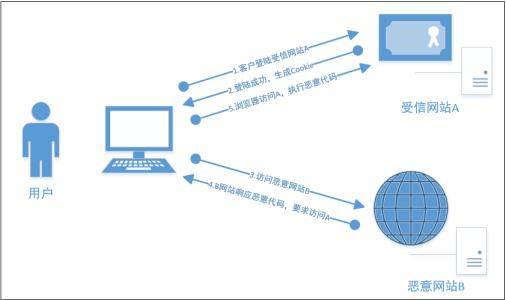 1.客户登陆受信网站A
2.登陆成功，生成Cookie
5.浏览器访问A，执行恶意代码
受信网站A
用户
3.访问恶意网站B
4.B网站响应恶意代码，要求访问A
恶意网站B